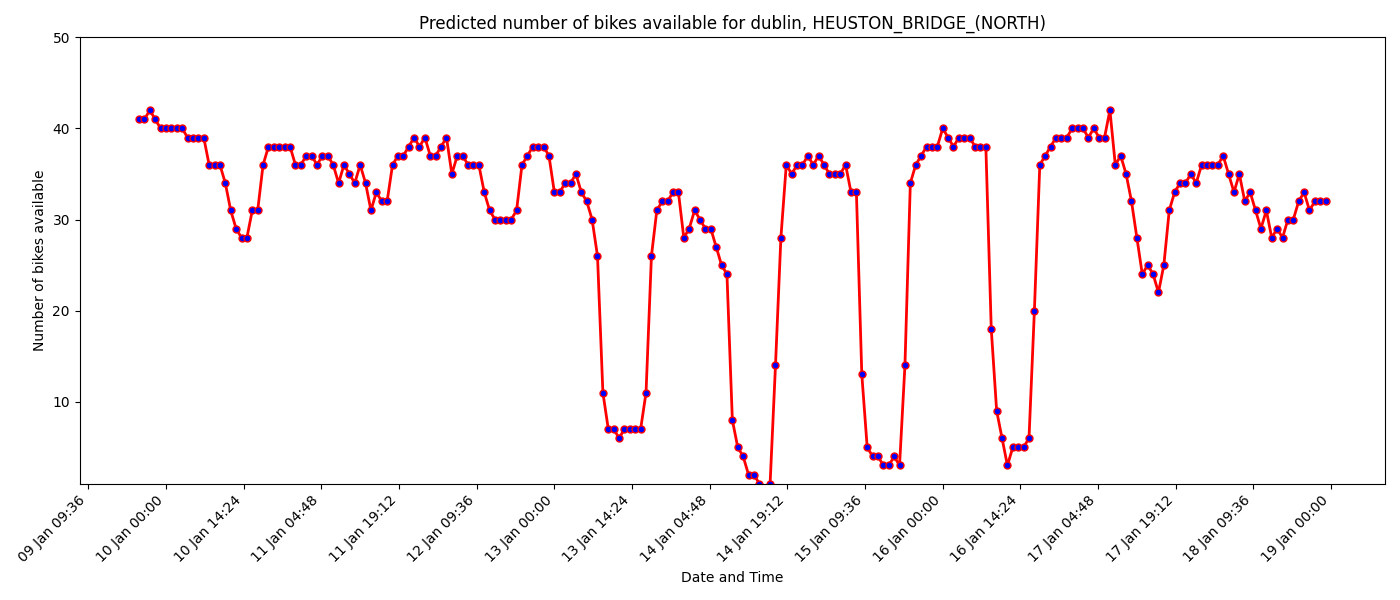 Predicted number of bikes available for dublin, HEUSTON_BRIDGE_(NORTH)
Number of bikes available
50
40
30
20
10
09 Jan 09:36
10 Jan 00:00
10 Jan 14:24
11 Jan 04:48
11 Jan 19:12
12 Jan 09:36
13 Jan 00:00
13 Jan 14:24
14 Jan 04:48
14 Jan 19:12
15 Jan 09:36
16 Jan 00:00
16 Jan 14:24
17 Jan 04:48
17 Jan 19:12
18 Jan 09:36
19 Jan 00:00
Date and Time